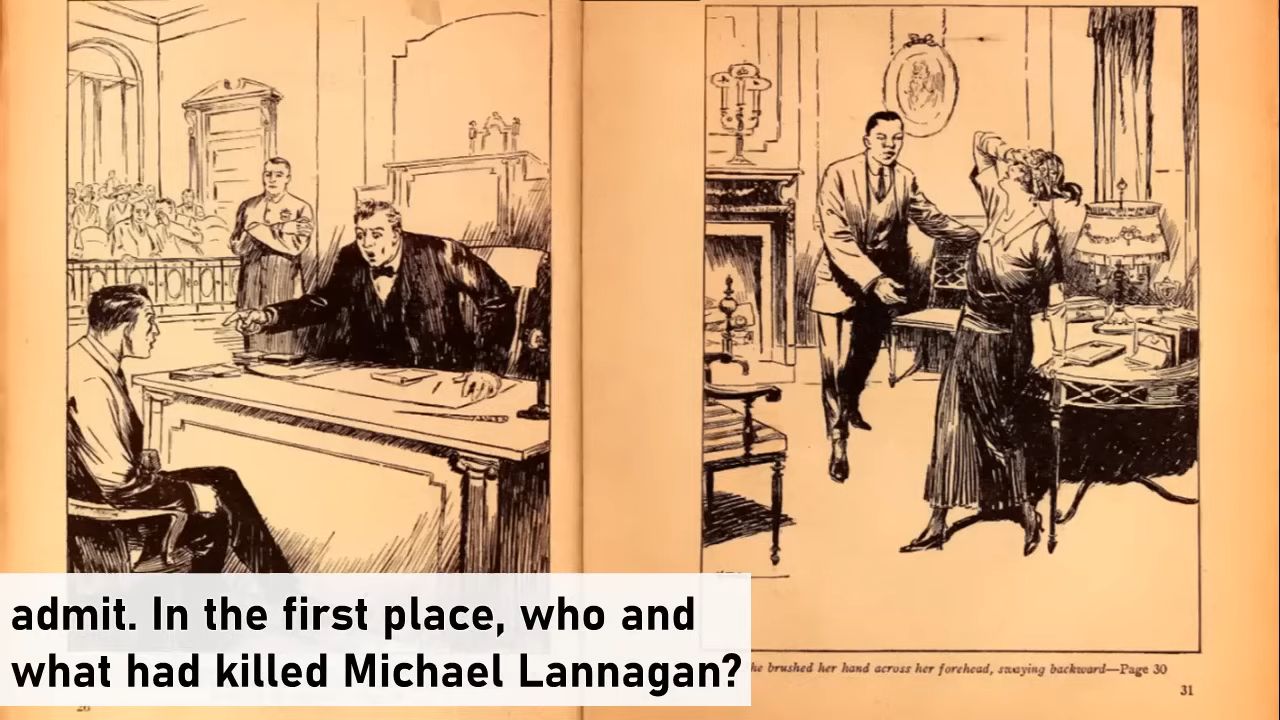 admit. In the first place, who and
what had killed Michael Lannagan?
he brushed her hand across her forehead, swaying backward—Page 30
31